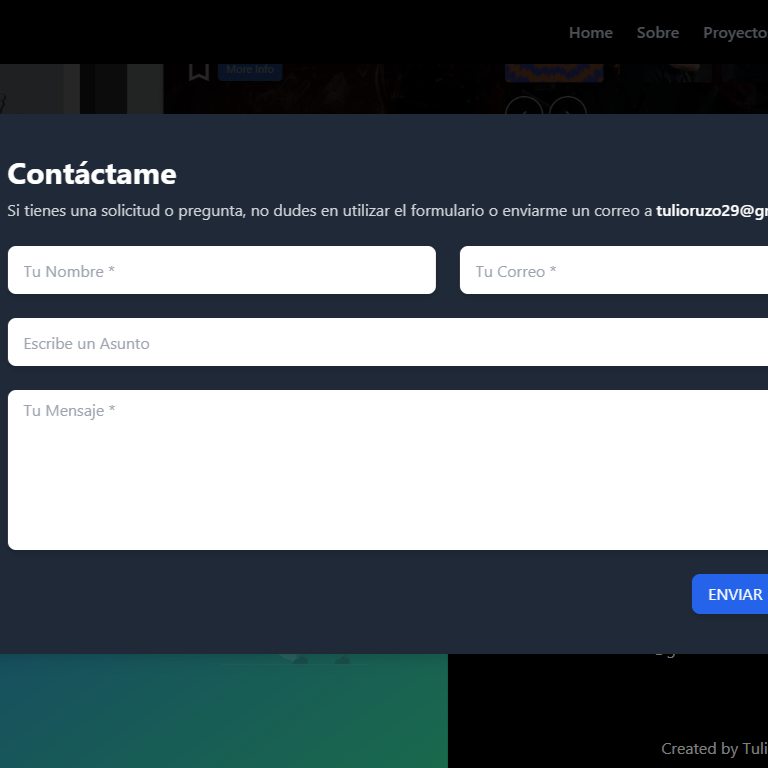 Home Sobre Proyecto
More Info
Contáctame
Si tienes una solicitud o pregunta, no dudes en utilizar el formulario o enviarme un correo a tulioruzo29@gr
Tu Nombre * Tu Correo *
Escribe un Asunto
Tu Mensaje *
ENVIAR
Created by Tuli